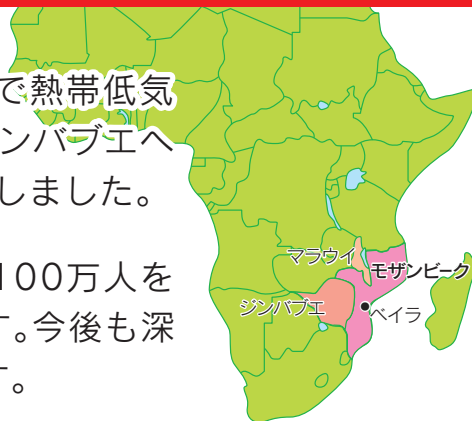 で熱帯低気
ンバブエへ
しました。
100万人を
す。今後も深
す。
マラウイ
モザンビーク
ジンバブエ
ベイラ